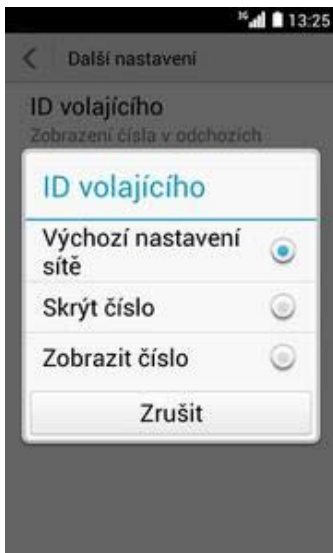 3G 13:25
Další nastavení
ID volajícího
Zobrazení čísla v odchozích
ID volajícího
Výchozí nastavení
sítě
Skrýt číslo
Zobrazit číslo
Zrušit